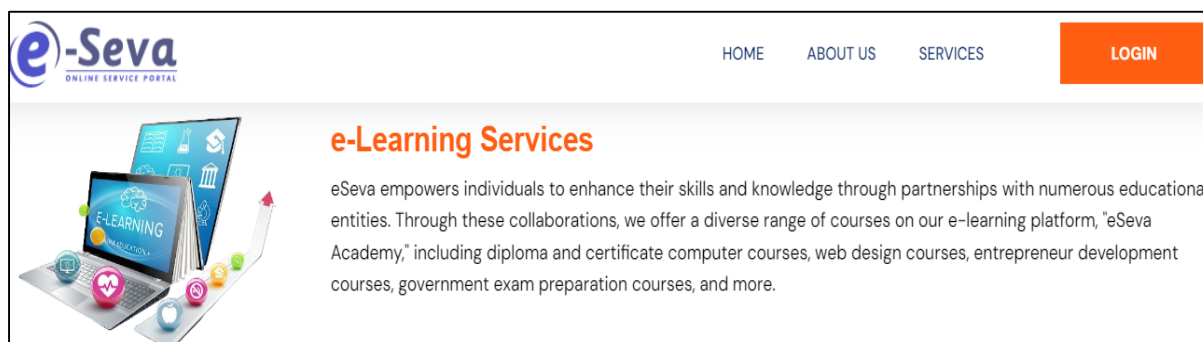 e-Seva
ONLINE SERVICE PORTAL
HOME ABOUT US SERVICES LOGIN
e-Learning Services
eSeva empowers individuals to enhance their skills and knowledge through partnerships with numerous educationa
entities. Through these collaborations, we offer a diverse range of courses on our e-learning platform, "eSeva
Academy," including diploma and certificate computer courses, web design courses, entrepreneur development
courses, government exam preparation courses, and more.
E-LEARNING